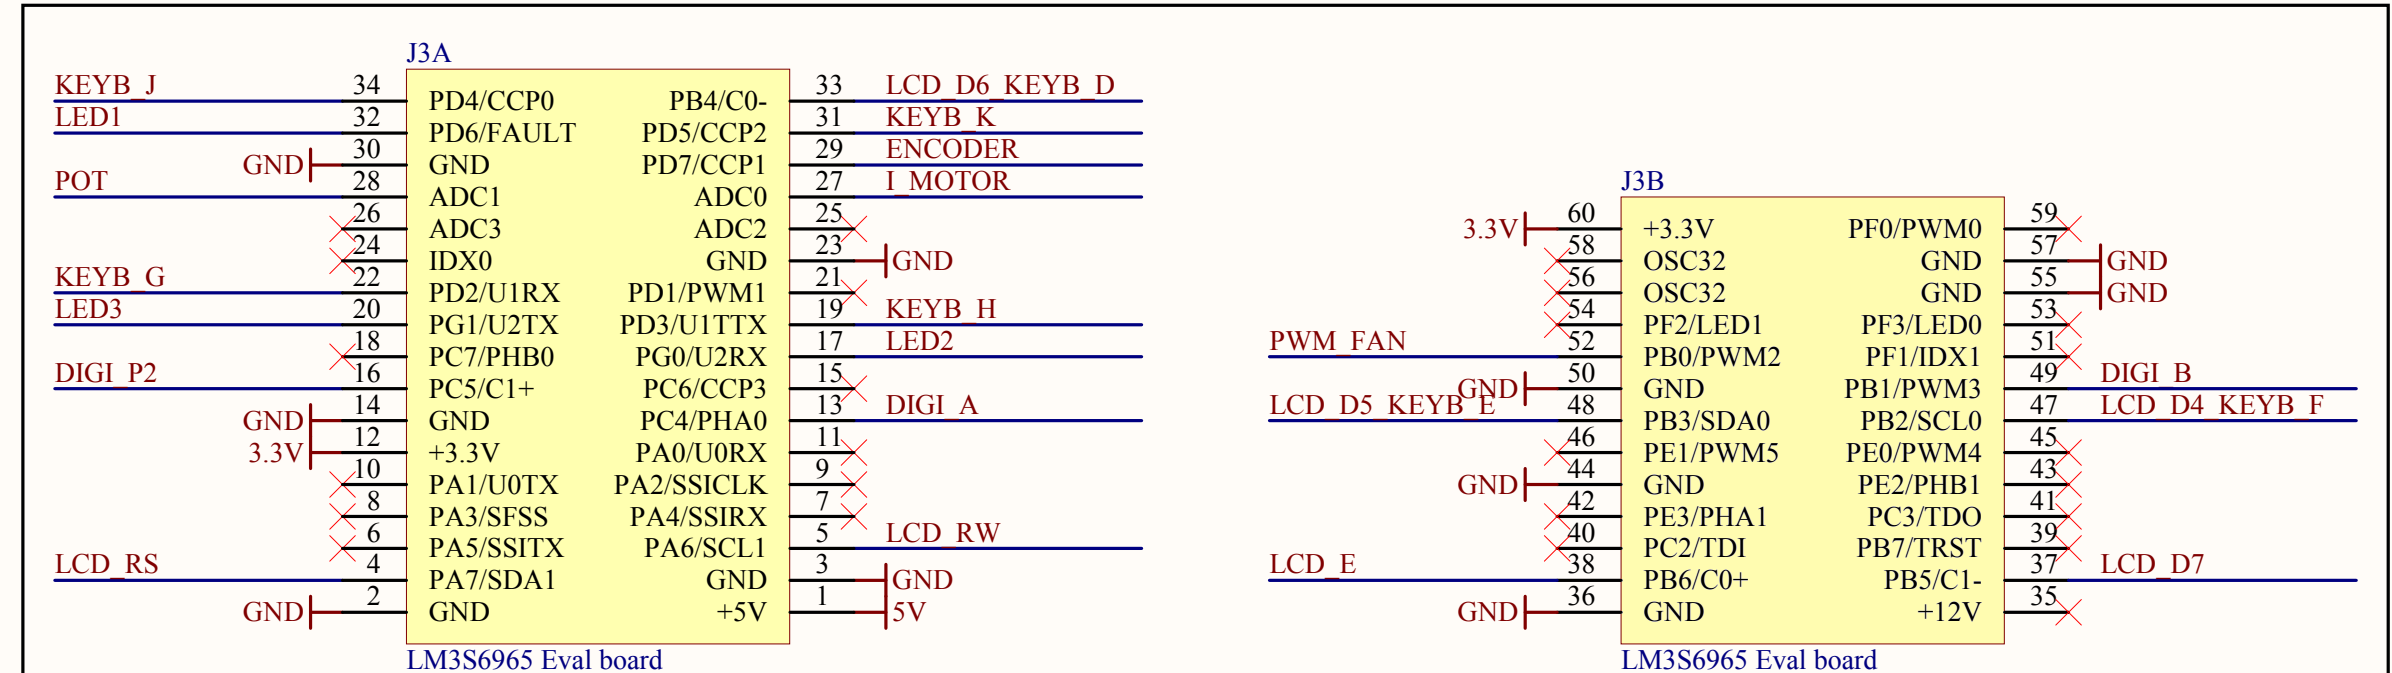 J3A
KEYB_J 34 PD4/CCP0 PB4/C0- 33 LCD_D6_KEYB_D
LED1 32 PD6/FAULT PD5/CCP2 31 KEYB_K
GND 30 GND PD7/CCP1 29 ENCODER
POT 28 ADC1 ADC0 27 I_MOTOR
26 ADC3 ADC2 25
24 IDX0 GND 23 GND
KEYB_G 22 PD2/U1RX PD1/PWM1 21
LED3 20 PG1/U2TX PD3/U1TTX 19 KEYB_H
18 PC7/PHB0 PG0/U2RX 17 LED2
DIGI_P2 16 PC5/C1+ PC6/CCP3 15
GND 14 GND PC4/PHA0 13 DIGI_A
3.3V 12 +3.3V PA0/U0RX 11
10 PA1/U0TX PA2/SSICLK 9
8 PA3/SFSS PA4/SSIRX 7
6 PA5/SSITX PA6/SCL1 5 LCD_RW
LCD_RS 4 PA7/SDA1 GND 3 GND
GND 2 GND +5V 1 5V
LM3S6965 Eval board
J3B
3.3V 60 +3.3V PF0/PWM0 59
58 OSC32 GND 57 GND
56 OSC32 GND 55 GND
54 PF2/LED1 PF3/LED0 53
PWM_FAN 52 PB0/PWM2 PF1/IDX1 51
GND 50 GND PB1/PWM3 49 DIGI_B
LCD_D5_KEYB_E 48 PB3/SDA0 PB2/SCL0 47 LCD_D4_KEYB_F
46 PE1/PWM5 PE0/PWM4 45
GND 44 GND PE2/PHB1 43
42 PE3/PHA1 PC3/TDO 41
40 PC2/TDI PB7/TRST 39
LCD_E 38 PB6/C0+ PB5/C1- 37 LCD_D7
GND 36 GND +12V 35
LM3S6965 Eval board